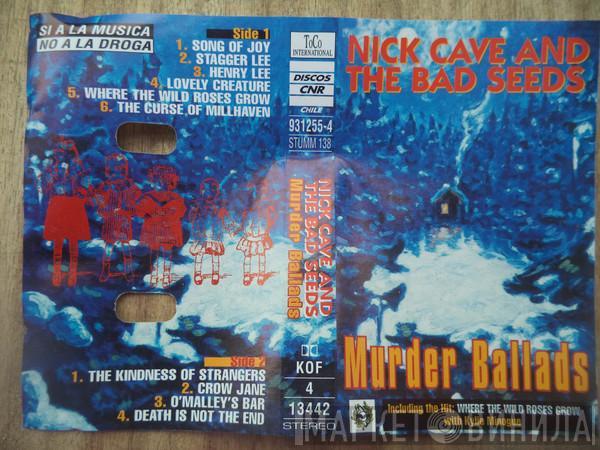 SI A LA MUSICA
NO A LA DROGA
Side 1
1. SONG OF JOY
2. STAGGER LEE
3. HENRY LEE
4. LOVELY CREATURE
5. WHERE THE WILD ROSES GROW
6. THE CURSE OF MILLHAVEN
Side 2
1. THE KINDNESS OF STRANGERS
2. CROW JANE
3. O'MALLEY'S BAR
4. DEATH IS NOT THE END
ToCo
INTERNATIONAL
DISCOS
CNR
CHILE
931255-4
STUMM 138
NICK CAVE AND
THE BAD SEEDS
Murder Ballads
KOF
4
13442
STEREO
NICK CAVE AND
THE BAD SEEDS
Murder Ballads
Including the Hit: WHERE THE WILD ROSES GROW
with Kylie Minogue
МАРКЕТ ВИНИЛА